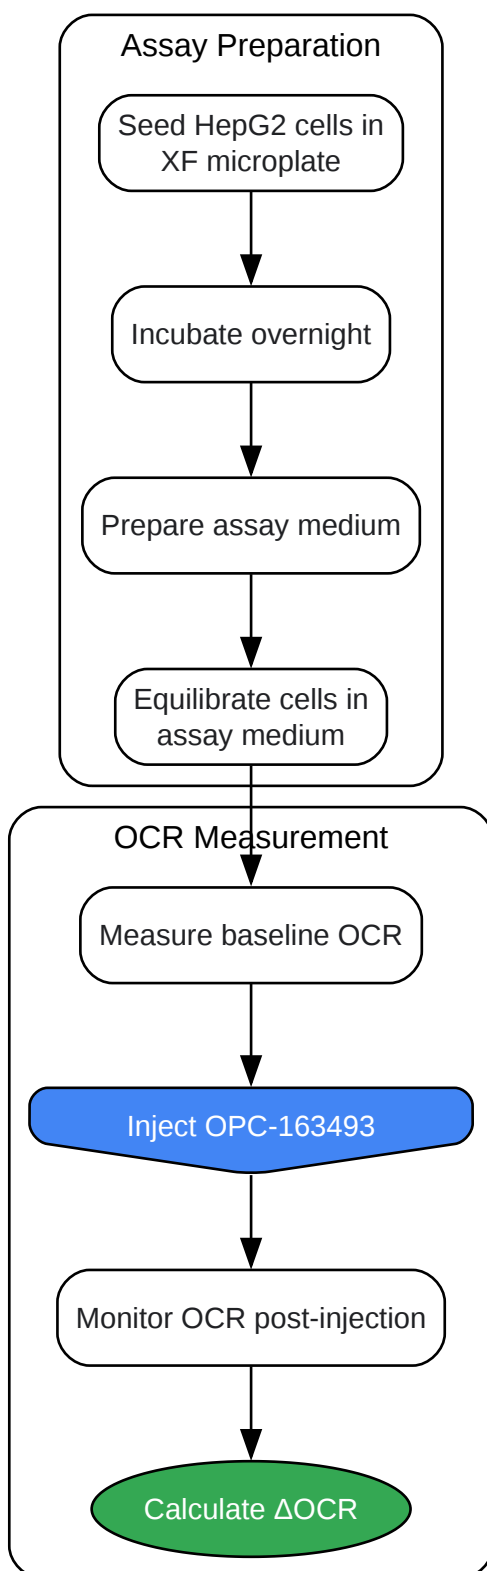 Assay Preparation
Seed HepG2 cells in
XF microplate
Incubate overnight
Prepare assay medium
Equilibrate cells in
assay medium
OCR Measurement
Measure baseline OCR
Inject OPC-163493
Monitor OCR post-injection
Calculate ΔOCR